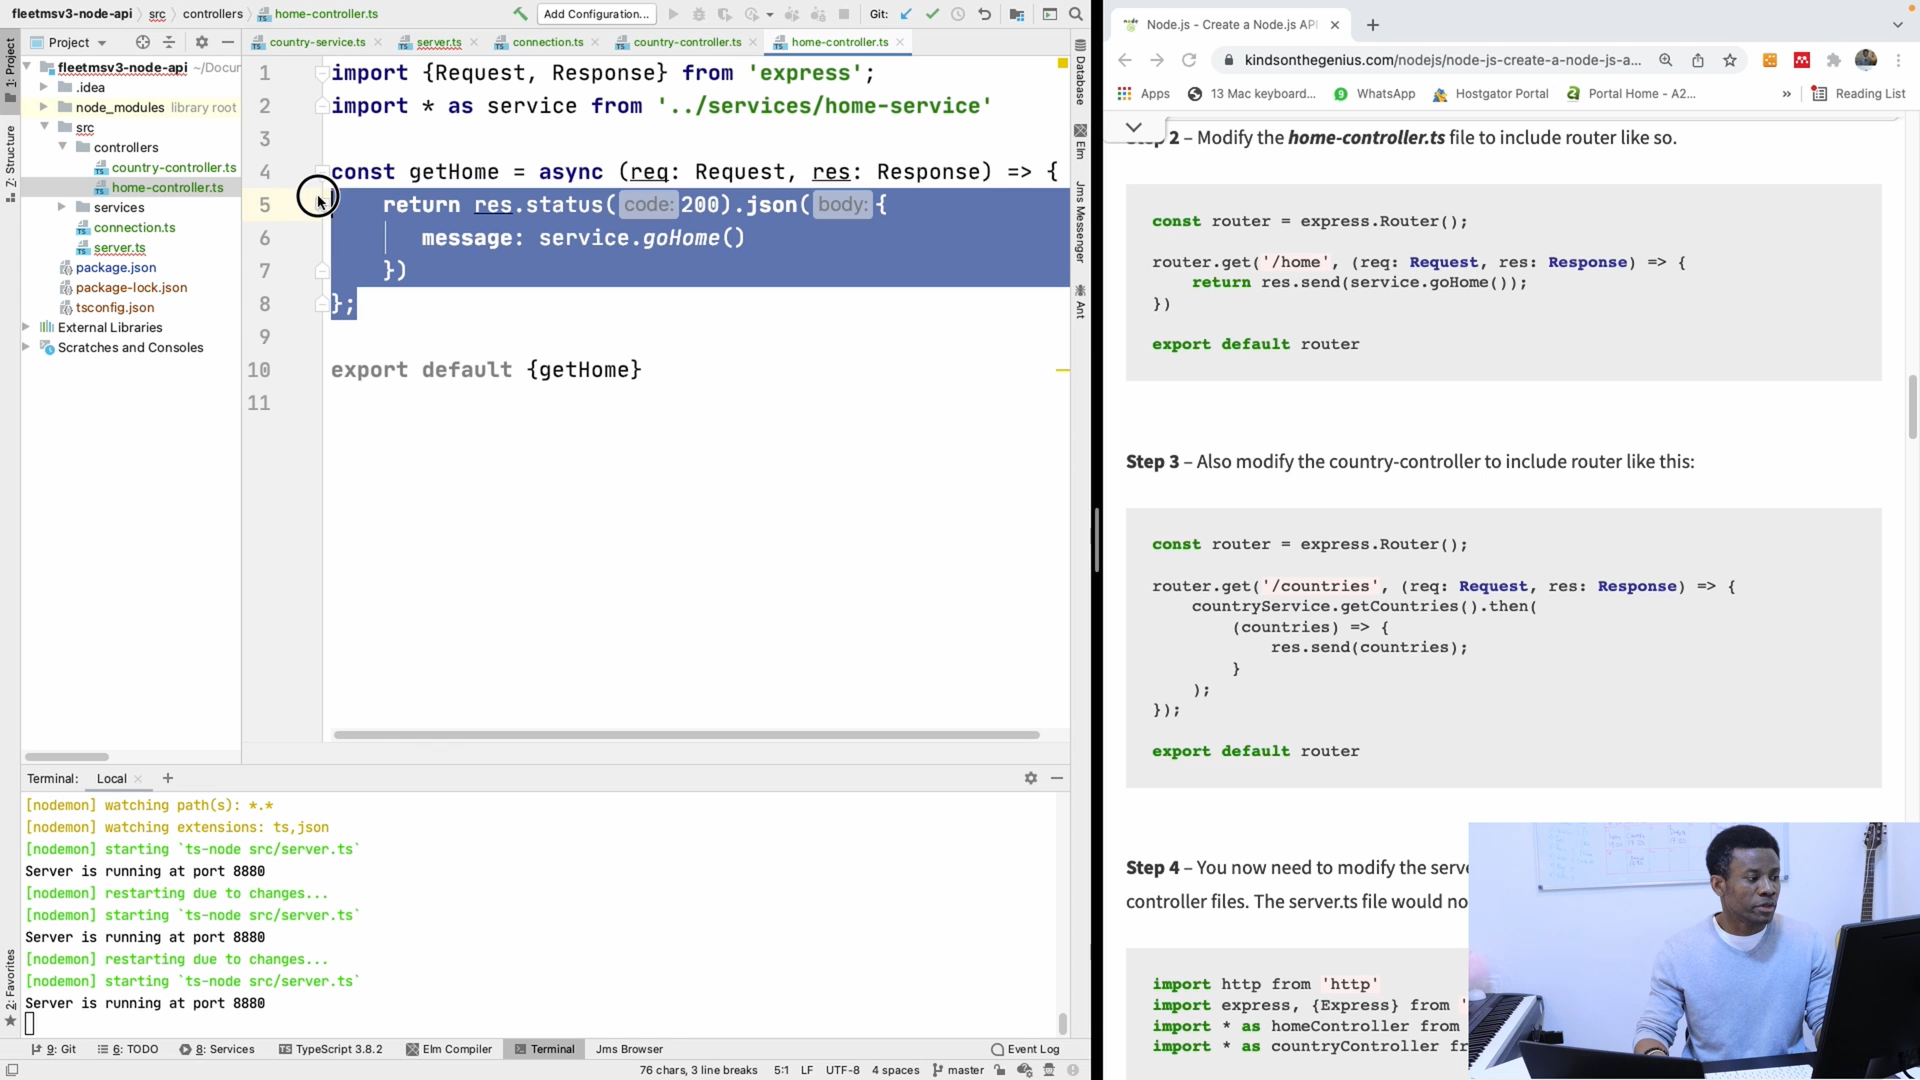 fleetmsv3-node-api src controllers home-controller.ts
Add Configuration...
Git:
Node.js - Create a Node.js API
Project
country-service.ts
server.ts
connection.ts
country-controller.ts
home-controller.ts
kindsonthegenius.com/nodejs/node-js-create-a-node-js-a...
Apps
13 Mac keyboard...
WhatsApp
Hostgator Portal
Portal Home - A2...
»
Reading List
1: Project
Z: Structure
2: Favorites
fleetmsv3-node-api ~/Docum
.idea
node_modules library root
src
controllers
country-controller.ts
home-controller.ts
services
connection.ts
server.ts
package.json
package-lock.json
tsconfig.json
External Libraries
Scratches and Consoles
1 import {Request, Response} from 'express';
2 import * as service from '../services/home-service'
3
4 const getHome = async (req: Request, res: Response) => {
5 return res.status( code: 200).json( body: {
6 message: service.goHome()
7 })
8 };
9
10 export default {getHome}
11
Database
Elm
Jms Messenger
Ant
2 – Modify the home-controller.ts file to include router like so.
const router = express.Router();
router.get('/home', (req: Request, res: Response) => {
return res.send(service.goHome());
})
export default router
Step 3 – Also modify the country-controller to include router like this:
const router = express.Router();
router.get('/countries', (req: Request, res: Response) => {
countryService.getCountries().then(
(countries) => {
res.send(countries);
}
);
});
export default router
Step 4 – You now need to modify the serve
controller files. The server.ts file would no
import http from 'http'
import express, {Express} from '
import * as homeController from
import * as countryController fr
Terminal: Local
[nodemon] watching path(s): *.*
[nodemon] watching extensions: ts,json
[nodemon] starting `ts-node src/server.ts`
Server is running at port 8880
[nodemon] restarting due to changes...
[nodemon] starting `ts-node src/server.ts`
Server is running at port 8880
[nodemon] restarting due to changes...
[nodemon] starting `ts-node src/server.ts`
Server is running at port 8880
9: Git
6: TODO
8: Services
TypeScript 3.8.2
Elm Compiler
Terminal
Jms Browser
Event Log
76 chars, 3 line breaks 5:1 LF UTF-8 4 spaces master